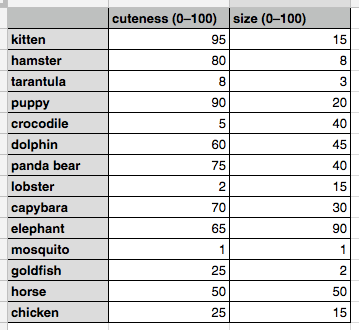 cuteness (0–100) size (0–100)
kitten 95 15
hamster 80 8
tarantula 8 3
puppy 90 20
crocodile 5 40
dolphin 60 45
panda bear 75 40
lobster 2 15
capybara 70 30
elephant 65 90
mosquito 1 1
goldfish 25 2
horse 50 50
chicken 25 15